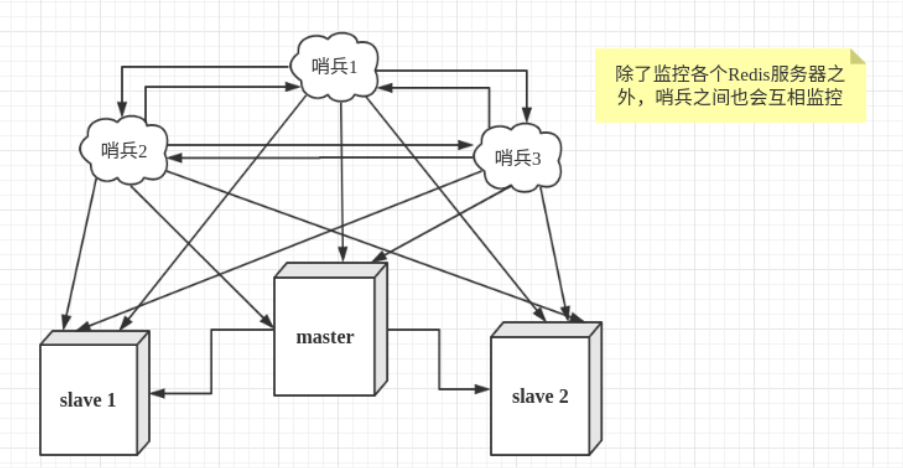 哨兵1
除了监控各个Redis服务器之
外，哨兵之间也会互相监控
哨兵2
哨兵3
master
slave 1
slave 2